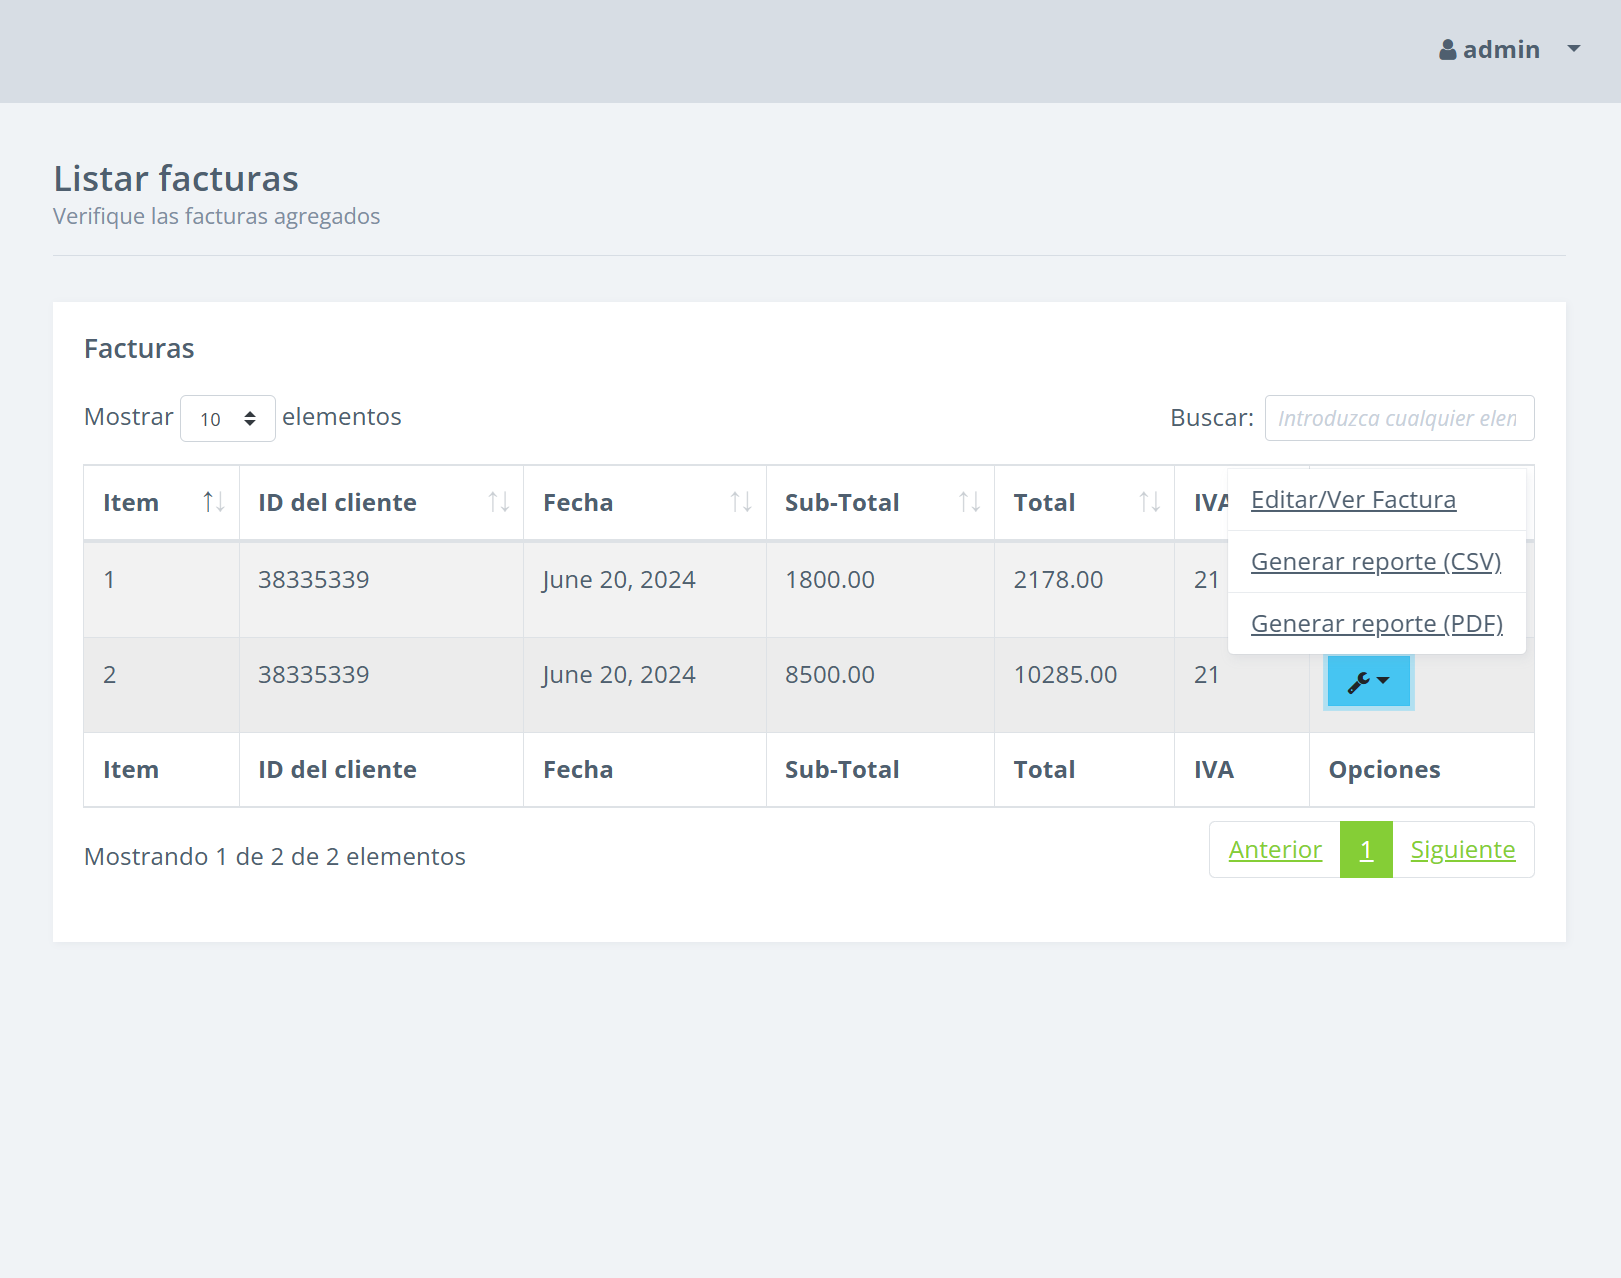 admin
Listar facturas
Verifique las facturas agregados
Facturas
Mostrar 10 elementos
Buscar: Introduzca cualquier elen
Item ID del cliente Fecha Sub-Total Total IVA
Editar/Ver Factura
Generar reporte (CSV)
Generar reporte (PDF)
1 38335339 June 20, 2024 1800.00 2178.00 21
2 38335339 June 20, 2024 8500.00 10285.00 21
Item ID del cliente Fecha Sub-Total Total IVA Opciones
Mostrando 1 de 2 de 2 elementos
Anterior 1 Siguiente